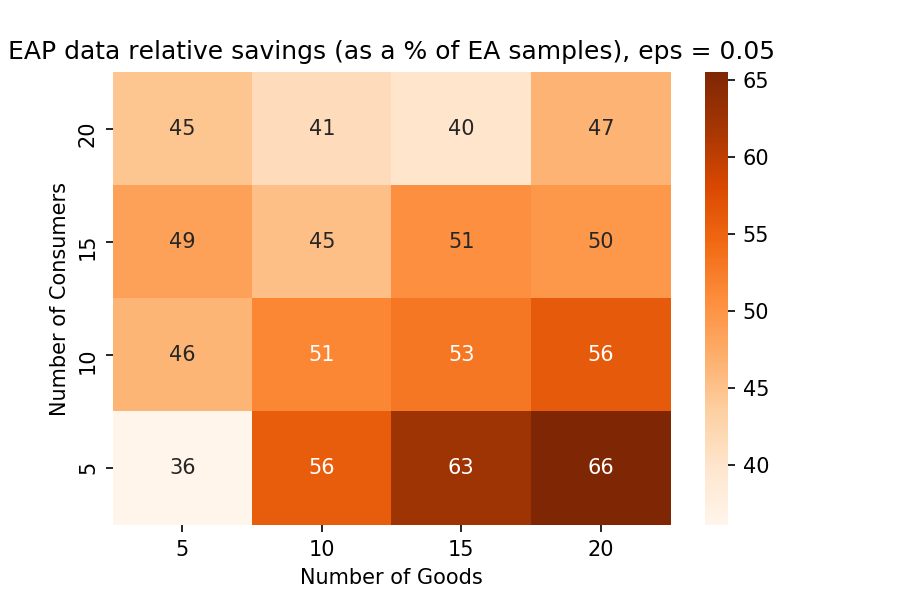 EAP data relative savings (as a % of EA samples), eps = 0.05
Number of Consumers
20 45 41 40 47
15 49 45 51 50
10 46 51 53 56
5 36 56 63 66
5 10 15 20
Number of Goods
65
60
55
50
45
40